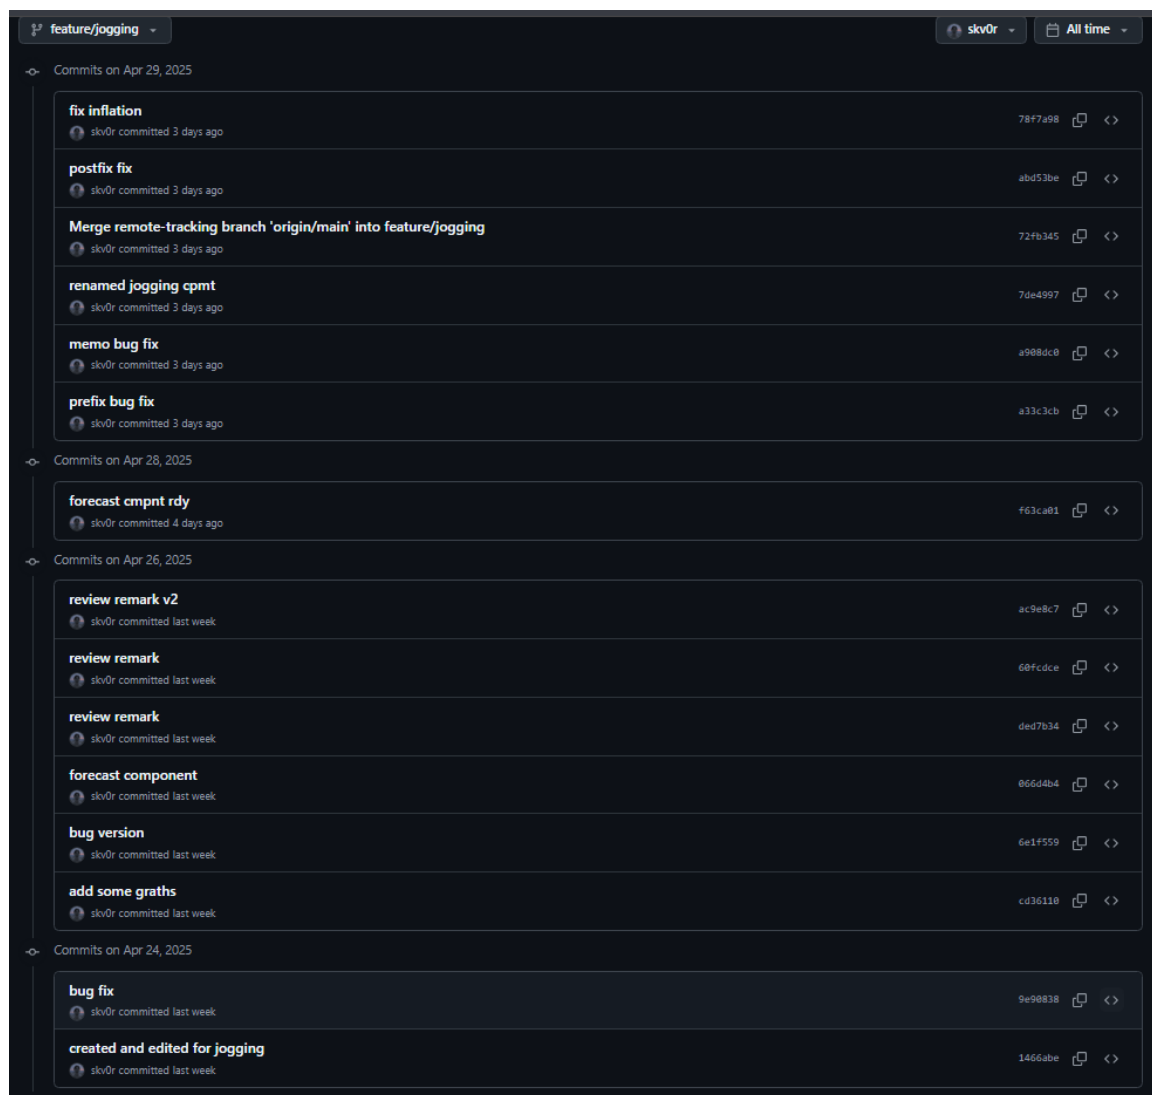 feature/jogging
skv0r
All time
Commits on Apr 29, 2025
fix inflation
skv0r committed 3 days ago
78f7a98
postfix fix
skv0r committed 3 days ago
abd53be
Merge remote-tracking branch 'origin/main' into feature/jogging
skv0r committed 3 days ago
72fb345
renamed jogging cpmt
skv0r committed 3 days ago
7de4997
memo bug fix
skv0r committed 3 days ago
a908dc0
prefix bug fix
skv0r committed 3 days ago
a33c3cb
Commits on Apr 28, 2025
forecast cmpnt rdy
skv0r committed 4 days ago
f63ca01
Commits on Apr 26, 2025
review remark v2
skv0r committed last week
ac9e8c7
review remark
skv0r committed last week
60fcdce
review remark
skv0r committed last week
ded7b34
forecast component
skv0r committed last week
066d4b4
bug version
skv0r committed last week
6e1f559
add some graths
skv0r committed last week
cd36110
Commits on Apr 24, 2025
bug fix
skv0r committed last week
9e90838
created and edited for jogging
skv0r committed last week
1466abe